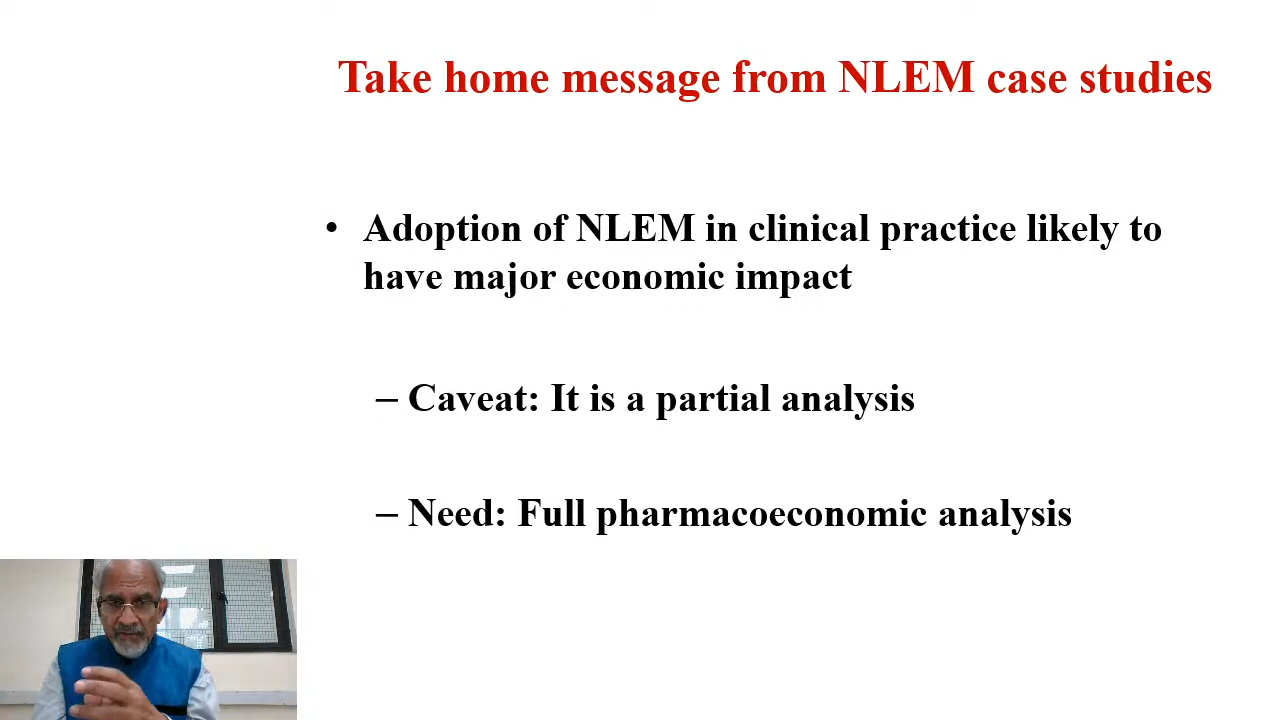 Take home message from NLEM case studies
• Adoption of NLEM in clinical practice likely to
have major economic impact
– Caveat: It is a partial analysis
– Need: Full pharmacoeconomic analysis